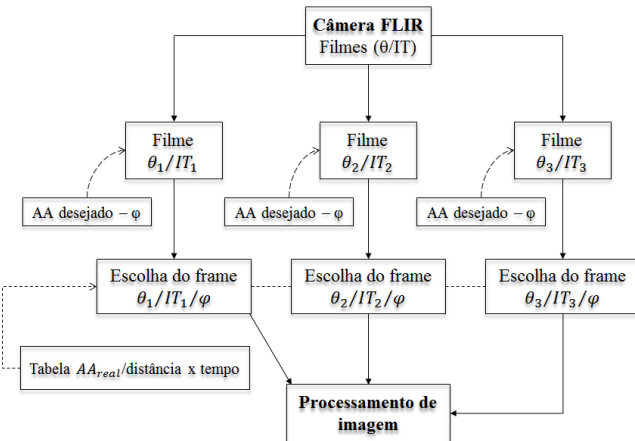 Câmera FLIR
Filmes (θ/IT)
Filme
θ₁/IT₁
Filme
θ₂/IT₂
Filme
θ₃/IT₃
AA desejado – φ
AA desejado – φ
AA desejado – φ
Escolha do frame
θ₁/IT₁/φ
Escolha do frame
θ₂/IT₂/φ
Escolha do frame
θ₃/IT₃/φ
Tabela AA_real/distância x tempo
Processamento de
imagem